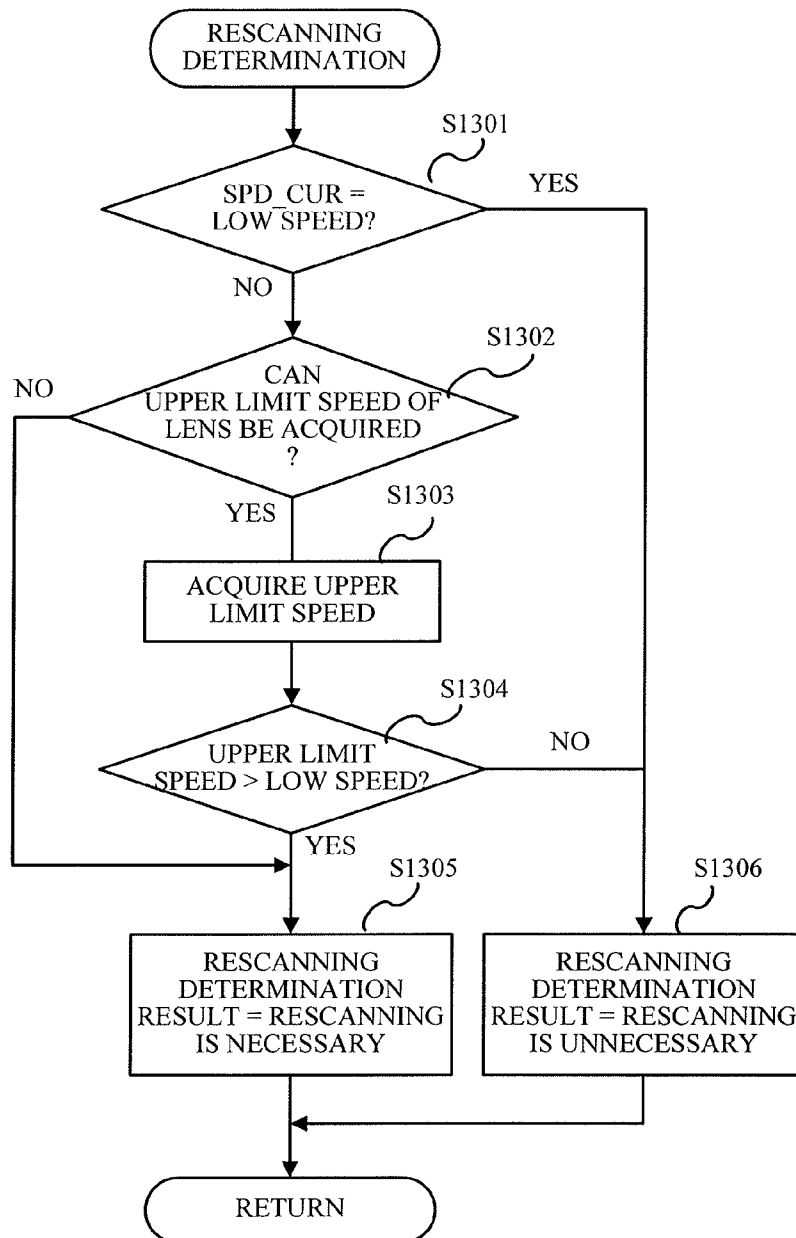 RESCANNING
DETERMINATION
S1301
SPD_CUR =
LOW SPEED?
YES
NO
S1302
NO
CAN
UPPER LIMIT SPEED OF
LENS BE ACQUIRED
?
YES
S1303
ACQUIRE UPPER
LIMIT SPEED
S1304
UPPER LIMIT
SPEED > LOW SPEED?
NO
YES
S1305
RESCANNING
DETERMINATION
RESULT = RESCANNING
IS NECESSARY
S1306
RESCANNING
DETERMINATION
RESULT = RESCANNING
IS UNNECESSARY
RETURN